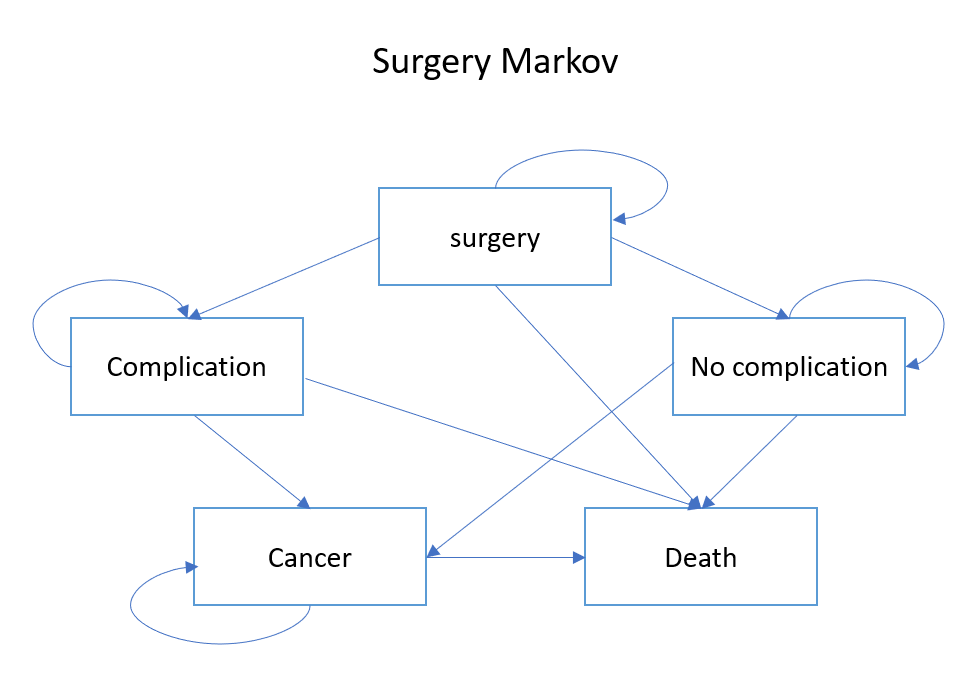 Surgery Markov
surgery
Complication
No complication
Cancer
Death